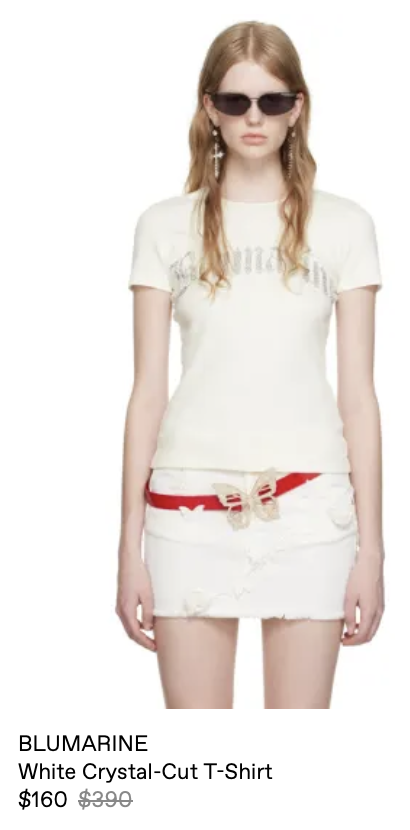 BLUMARINE
White Crystal-Cut T-Shirt
$160 $390